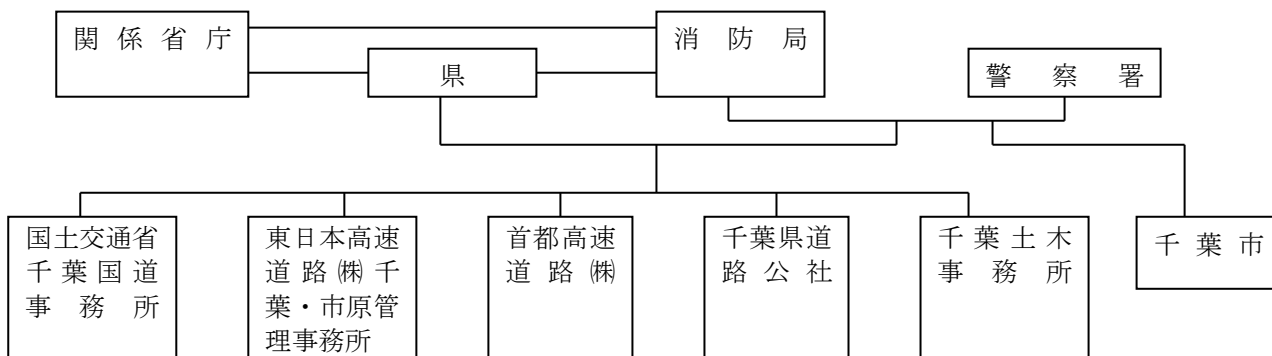 関係省庁
消防局
県
警察署
国土交通省
千葉国道
事務所
東日本高速
道路㈱千
葉・市原管
理事務所
首都高速
道路㈱
千葉県道
路公社
千葉土木
事務所
千葉市